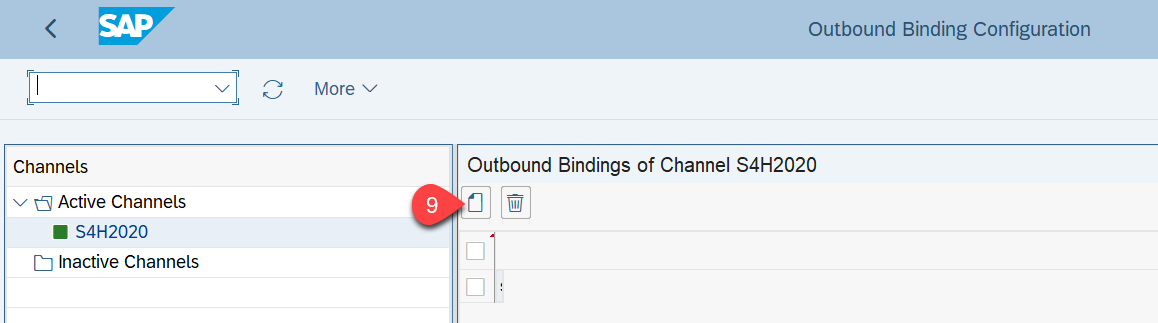 SAP
Outbound Binding Configuration
More
Channels
Outbound Bindings of Channel S4H2020
Active Channels
9
S4H2020
Inactive Channels